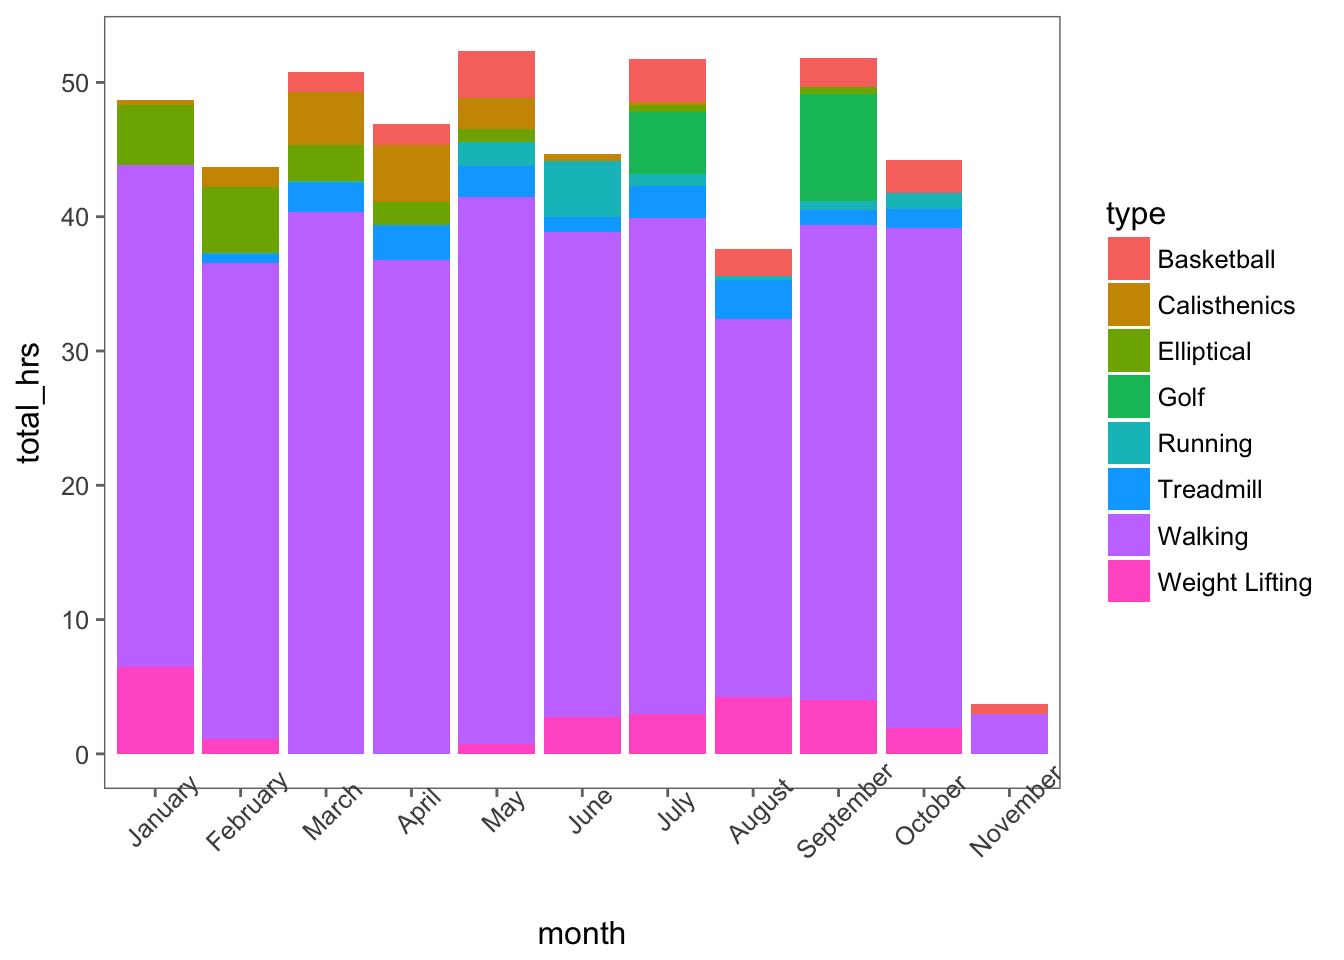 total_hrs
50
40
30
20
10
0
January
February
March
April
May
June
July
August
September
October
November
month
type
Basketball
Calisthenics
Elliptical
Golf
Running
Treadmill
Walking
Weight Lifting